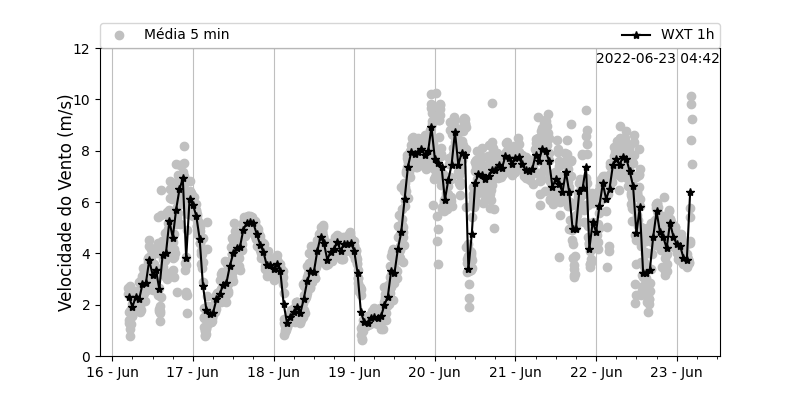 Média 5 min
WXT 1h
2022-06-23 04:42
Velocidade do Vento (m/s)
12
10
8
6
4
2
0
16 - Jun
17 - Jun
18 - Jun
19 - Jun
20 - Jun
21 - Jun
22 - Jun
23 - Jun